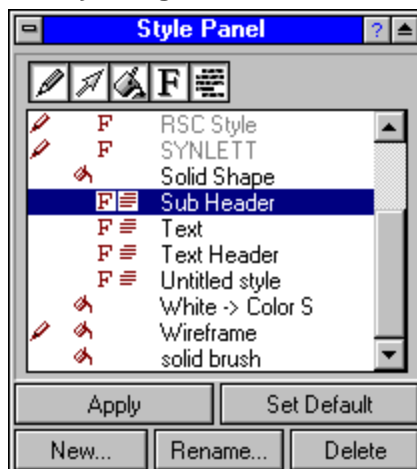 Style Panel ?
F
F RSC Style
F SYNLETT
Solid Shape
F Sub Header
F Text
F Text Header
F Untitled style
White -> Color S
Wireframe
solid brush
Apply Set Default
New... Rename... Delete